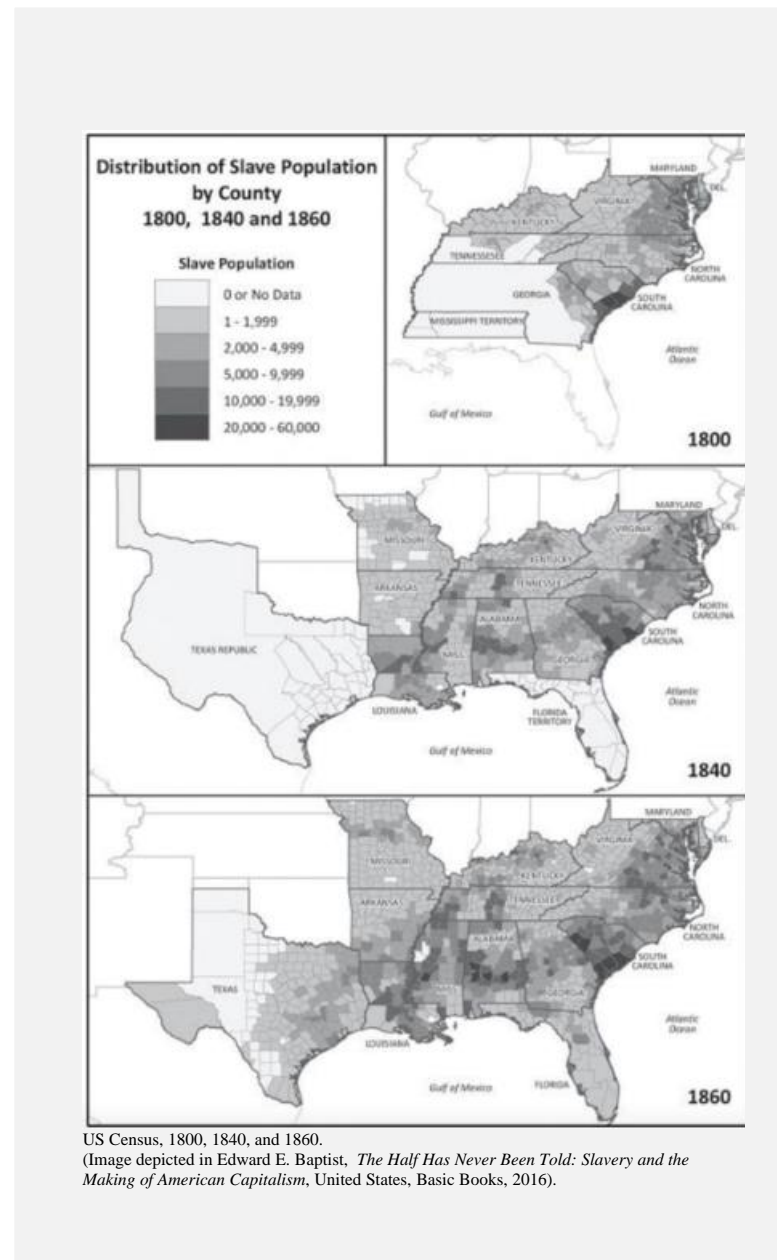 Distribution of Slave Population
by County
1800, 1840 and 1860
Slave Population
0 or No Data
1 - 1,999
2,000 - 4,999
5,000 - 9,999
10,000 - 19,999
20,000 - 60,000
MARYLAND
DEL.
VIRGINIA
KENTUCKY
TENNESSESEE
NORTH
CAROLINA
GEORGIA
SOUTH
CAROLINA
MISSISSIPPI TERRITORY
Atlantic
Ocean
Gulf of Mexico
1800
MARYLAND
DEL.
MISSOURI
VIRGINIA
KENTUCKY
ARKANSAS
TENNESSEE
NORTH
CAROLINA
ALABAMA
SOUTH
CAROLINA
TEXAS REPUBLIC
MISS.
GEORGIA
LOUISIANA
FLORIDA
TERRITORY
Atlantic
Ocean
Gulf of Mexico
1840
MARYLAND
DEL.
VIRGINIA
MISSOURI
KENTUCKY
ARKANSAS
TENNESSEE
NORTH
CAROLINA
ALABAMA
SOUTH
CAROLINA
TEXAS
GEORGIA
LOUISIANA
Atlantic
Ocean
Gulf of Mexico
FLORIDA
1860
US Census, 1800, 1840, and 1860.
(Image depicted in Edward E. Baptist, The Half Has Never Been Told: Slavery and the
Making of American Capitalism, United States, Basic Books, 2016).